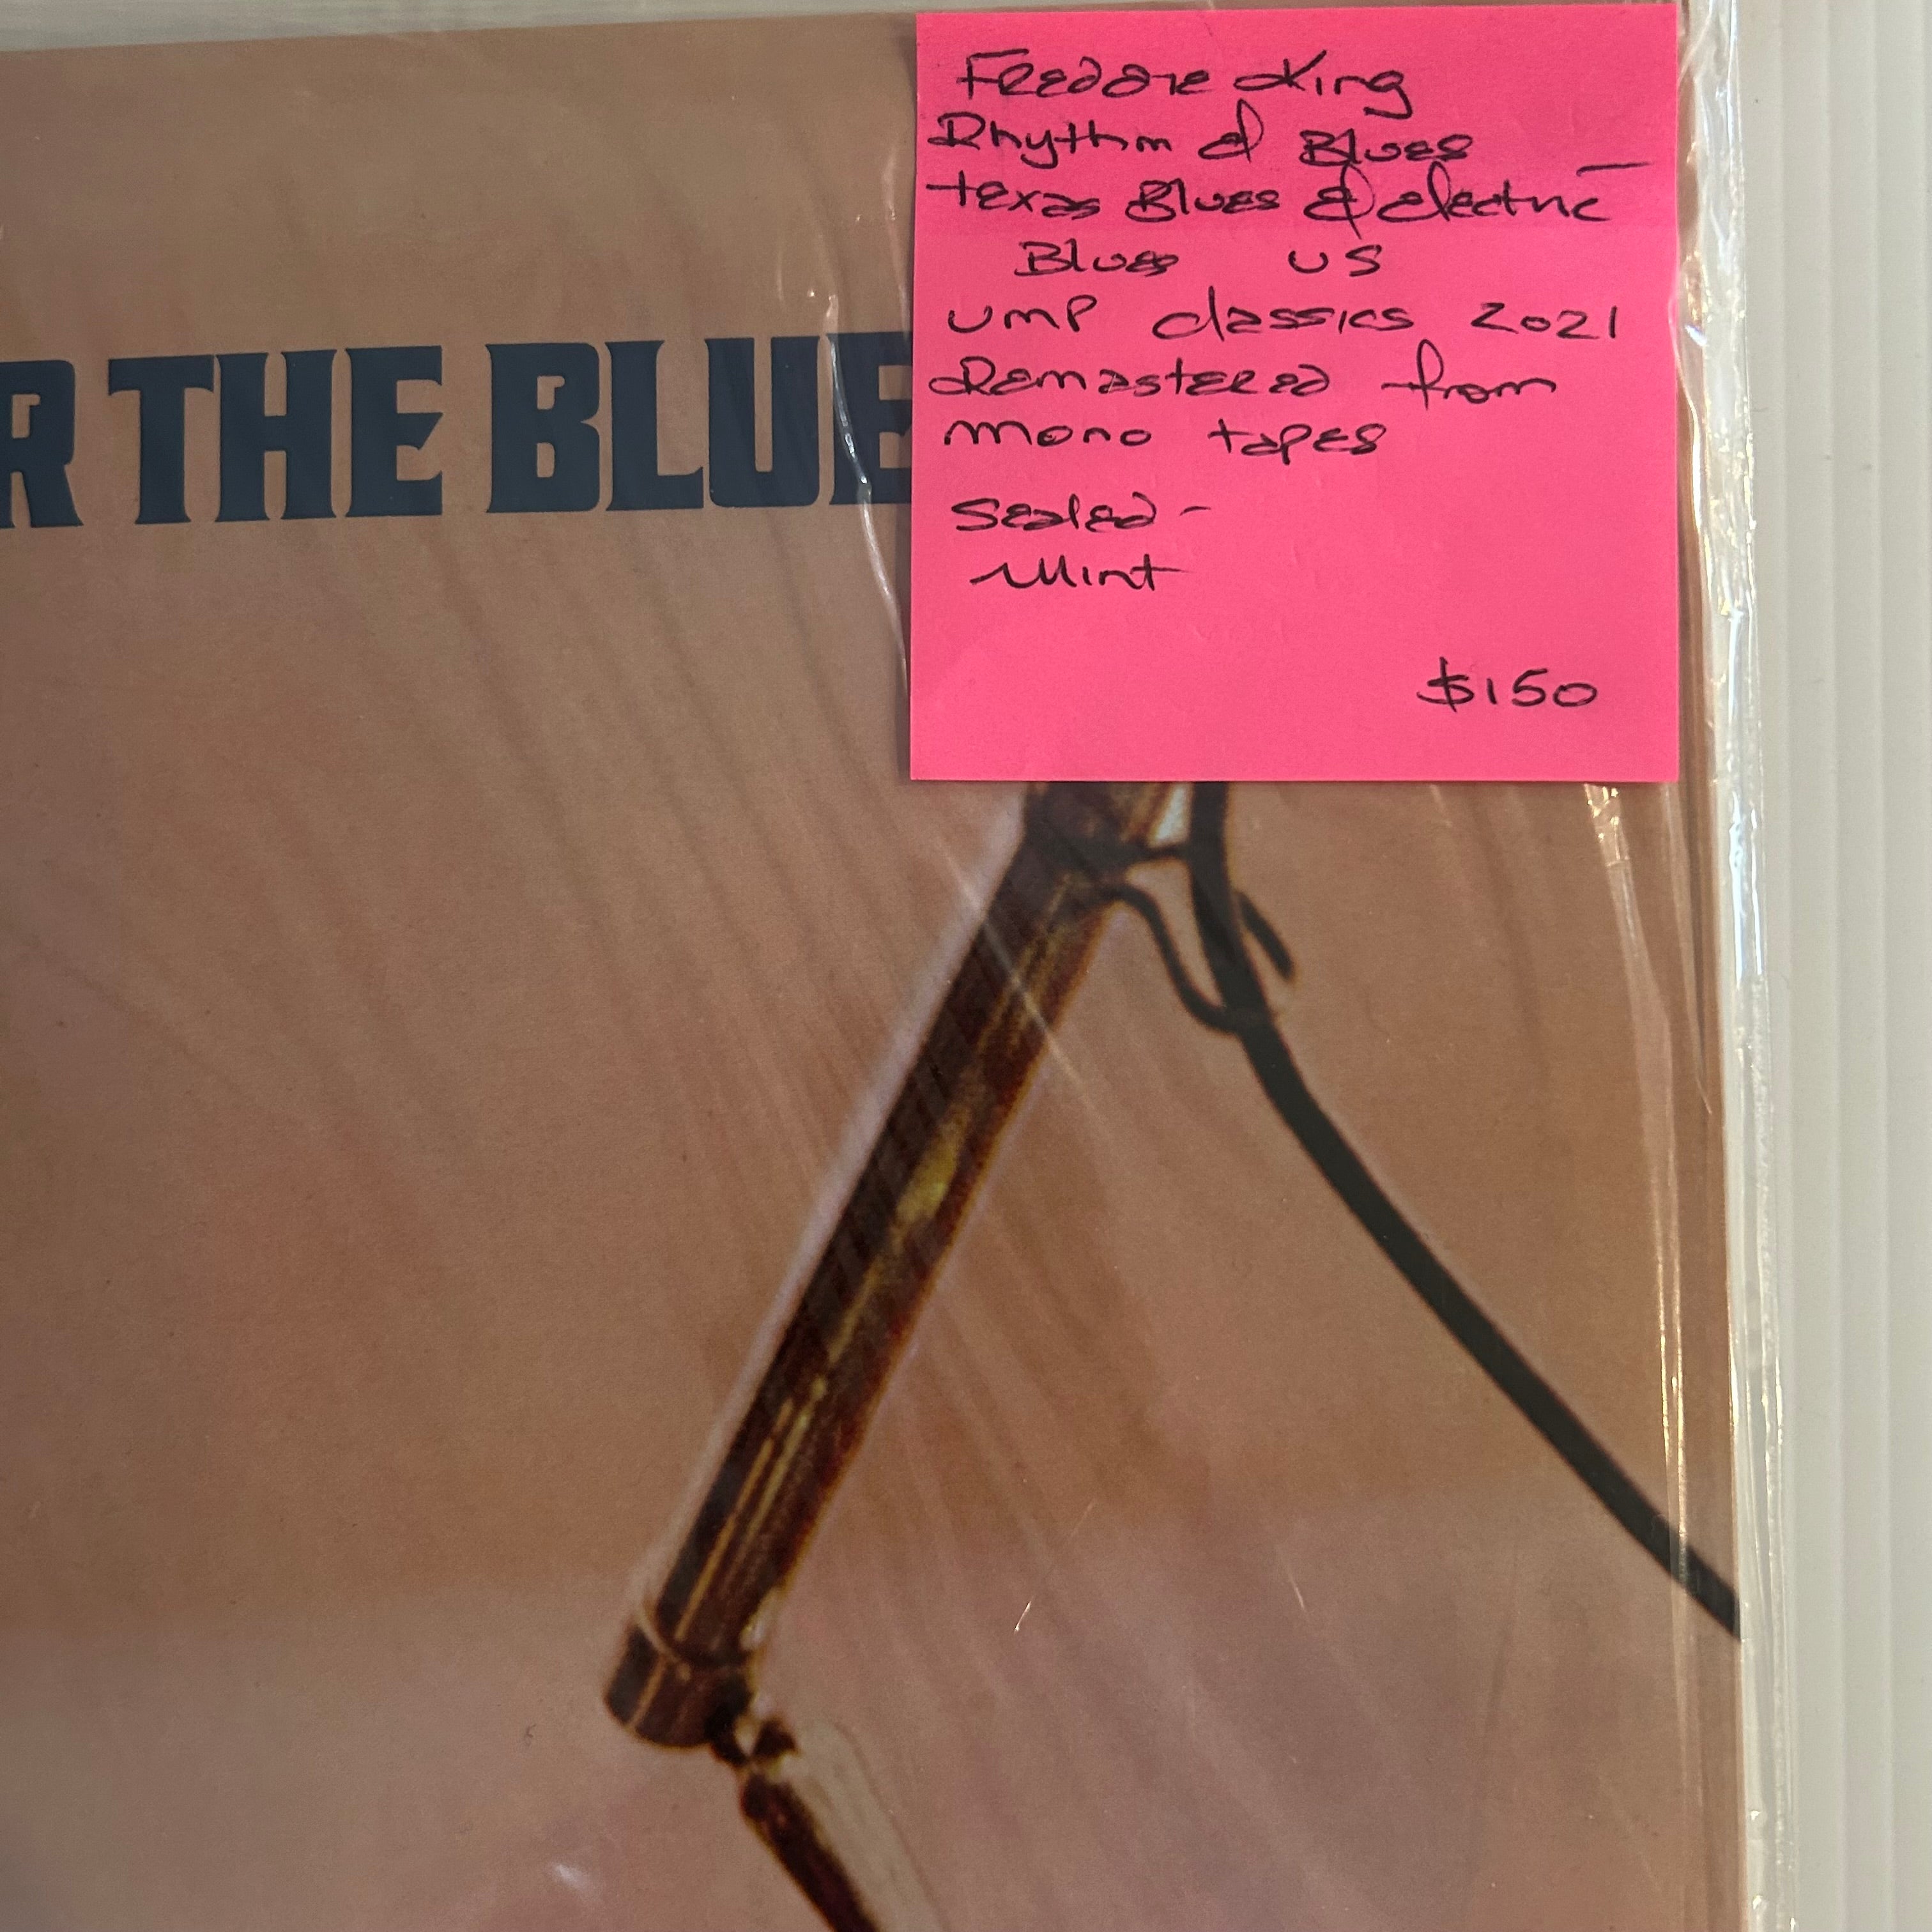 Freddie King
Rhythm & Blues
Texas Blues & electric -
Blues US
UMP classics 2021
Remastered from
mono tapes
Sealed -
Mint
$150
R THE BLUE